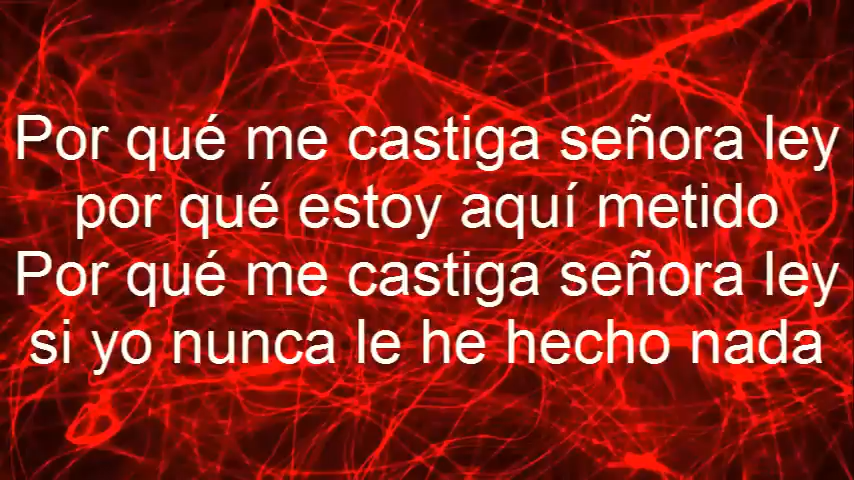 Por qué me castiga señora ley
por qué estoy aquí metido
Por qué me castiga señora ley
si yo nunca le he hecho nada